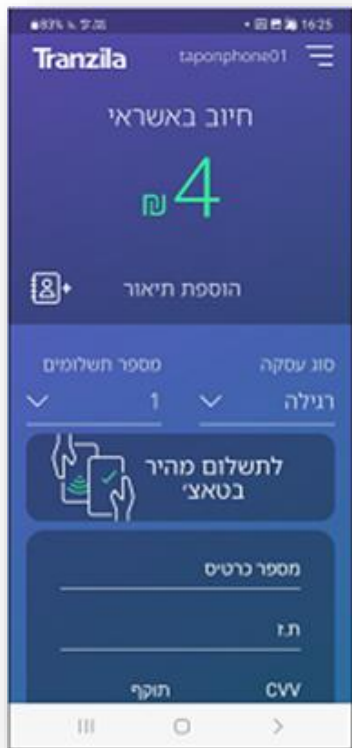 83% 16:25
Tranzila taponphone01
חיוב באשראי
4 ₪
הוספת תיאור
סוג עסקה מספר תשלומים
רגילה 1
לתשלום מהיר
בטאצ'
מספר כרטיס
ת.ז
CVV תוקף